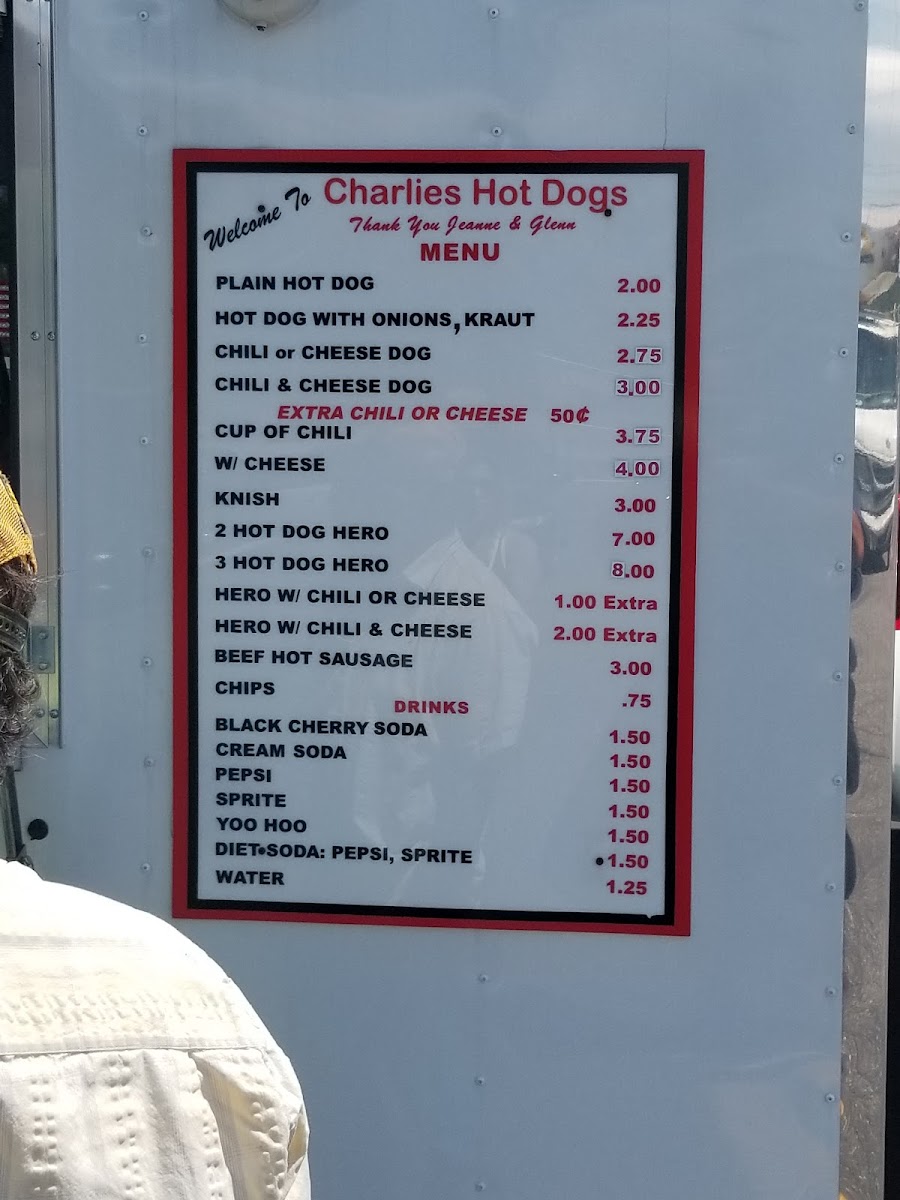 Welcome To Charlies Hot Dogs
Thank You Jeanne & Glenn
MENU
PLAIN HOT DOG 2.00
HOT DOG WITH ONIONS, KRAUT 2.25
CHILI or CHEESE DOG 2.75
CHILI & CHEESE DOG 3.00
EXTRA CHILI OR CHEESE 50¢
CUP OF CHILI 3.75
W/ CHEESE 4.00
KNISH 3.00
2 HOT DOG HERO 7.00
3 HOT DOG HERO 8.00
HERO W/ CHILI OR CHEESE 1.00 Extra
HERO W/ CHILI & CHEESE 2.00 Extra
BEEF HOT SAUSAGE 3.00
CHIPS .75
DRINKS
BLACK CHERRY SODA 1.50
CREAM SODA 1.50
PEPSI 1.50
SPRITE 1.50
YOO HOO 1.50
DIET SODA: PEPSI, SPRITE 1.50
WATER 1.25